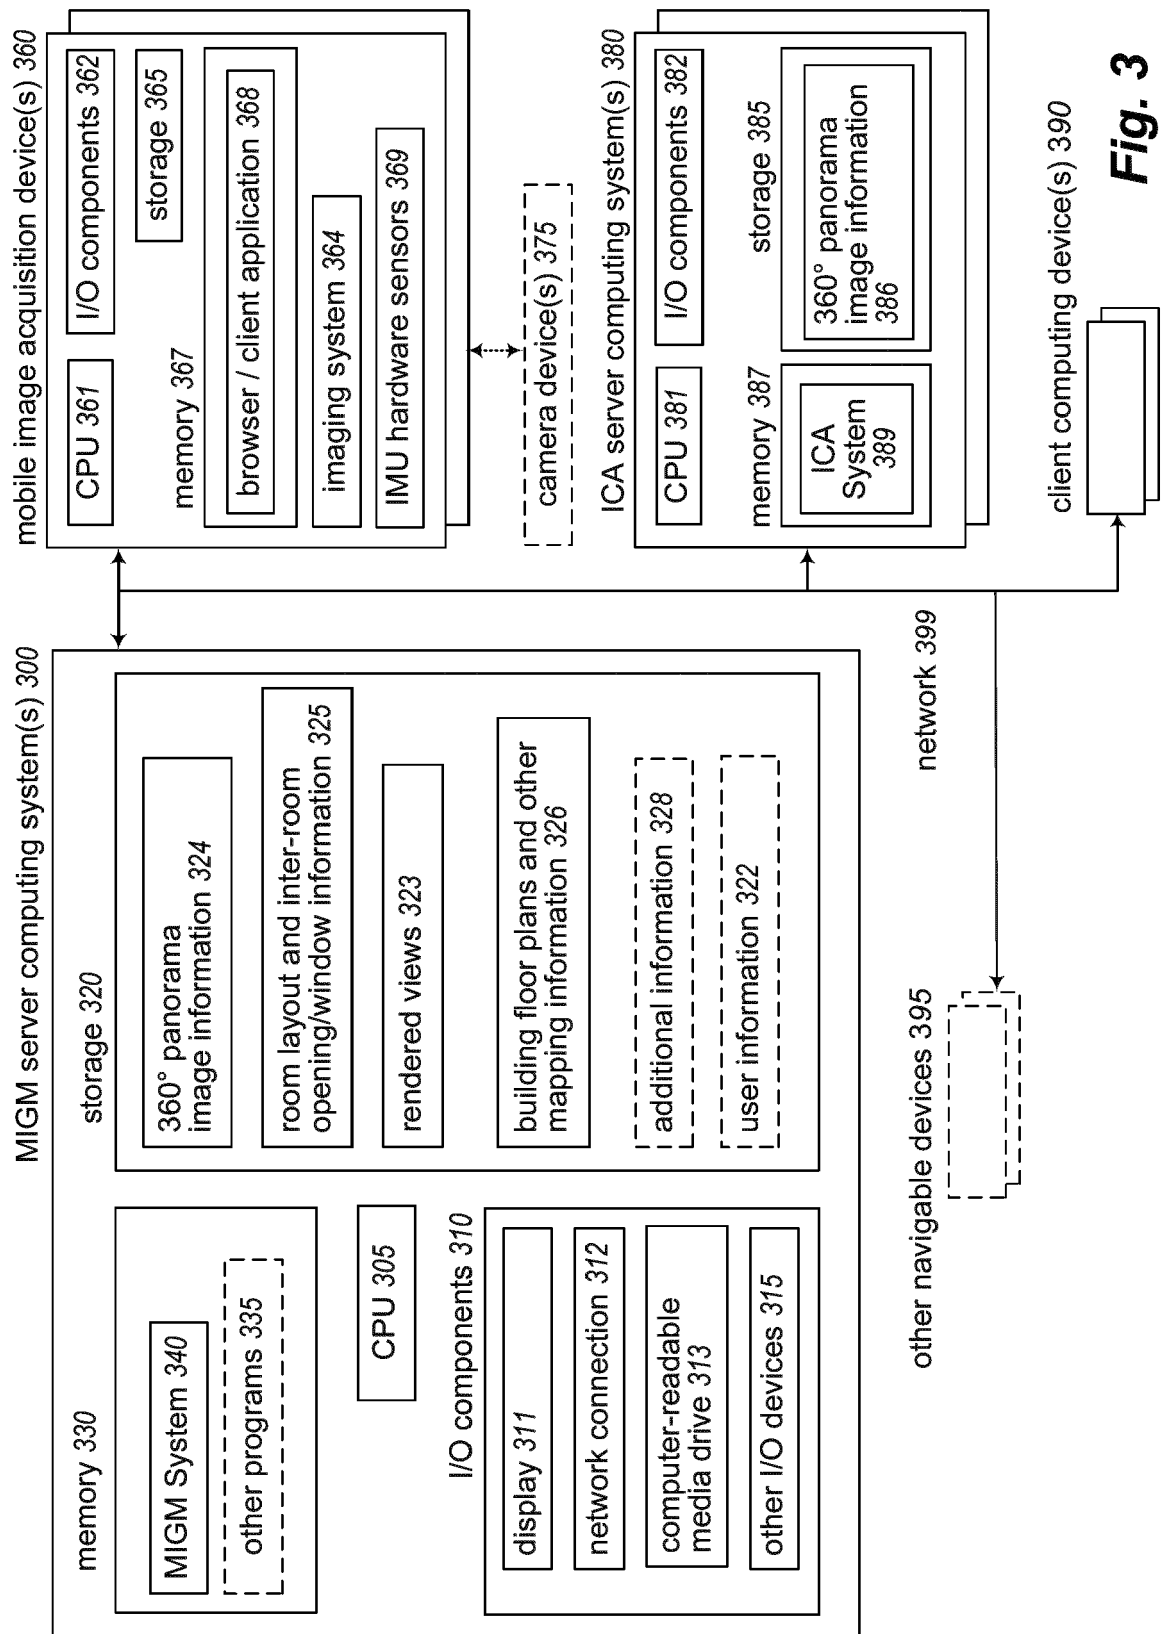 MIGM server computing system(s) 300
memory 330
MIGM System 340
other programs 335
CPU 305
I/O components 310
display 311
network connection 312
computer-readable
media drive 313
other I/O devices 315
storage 320
360° panorama
image information 324
room layout and inter-room
opening/window information 325
rendered views 323
building floor plans and other
mapping information 326
additional information 328
user information 322
mobile image acquisition device(s) 360
CPU 361
I/O components 362
memory 367
storage 365
browser / client application 368
imaging system 364
IMU hardware sensors 369
camera device(s) 375
ICA server computing system(s) 380
CPU 381
I/O components 382
memory 387
ICA
System
389
storage 385
360° panorama
image information
386
client computing device(s) 390
network 399
other navigable devices 395
Fig. 3